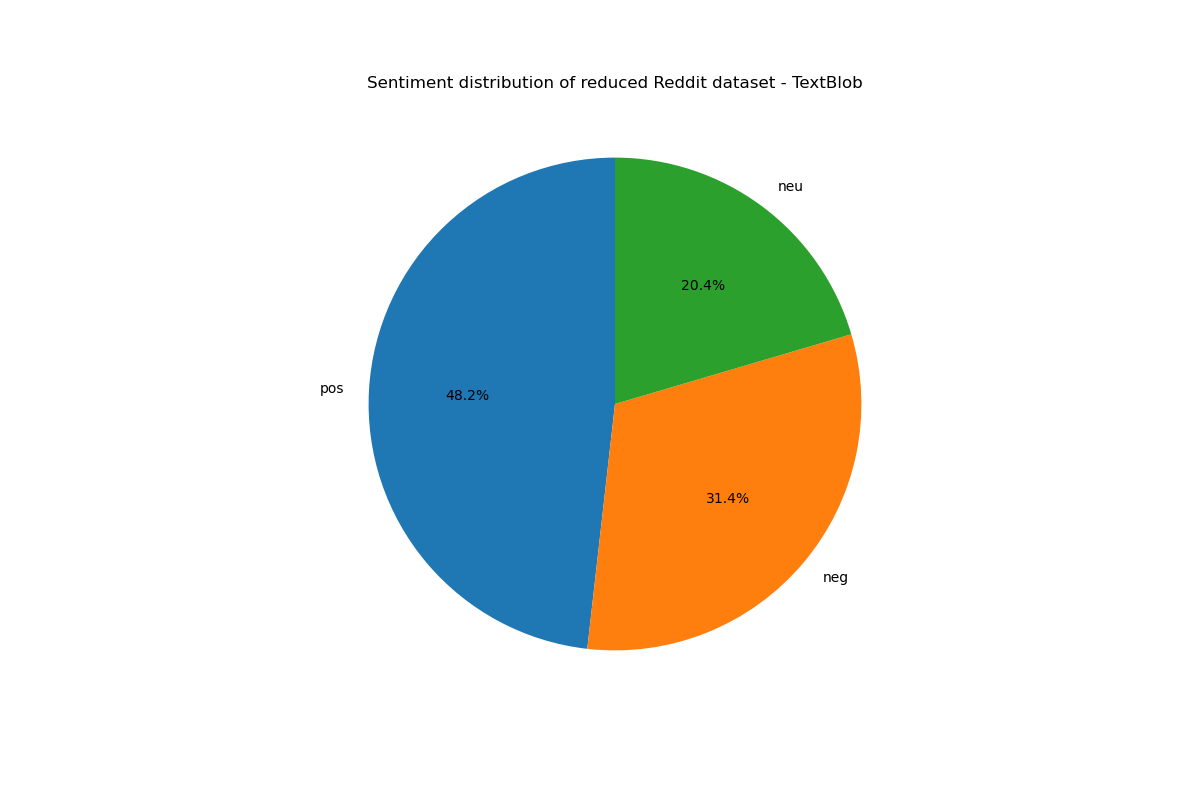 Sentiment distribution of reduced Reddit dataset - TextBlob
neu
20.4%
pos
48.2%
31.4%
neg